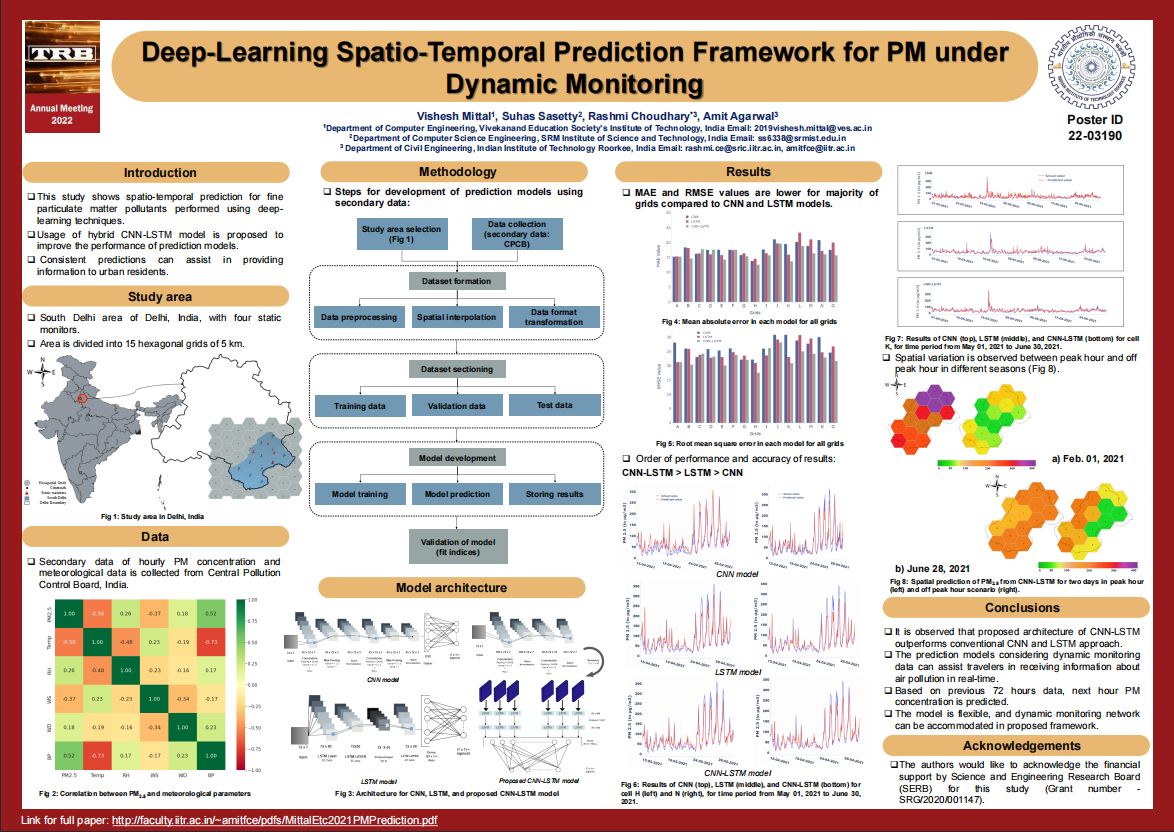 TRB
Annual Meeting
2022
Deep-Learning Spatio-Temporal Prediction Framework for PM under
Dynamic Monitoring
Poster ID
22-03190
Vishesh Mittal¹, Suhas Sasetty², Rashmi Choudhary*³, Amit Agarwal³
¹Department of Computer Engineering, Vivekanand Education Society's Institute of Technology, India Email: 2019vishesh.mittal@ves.ac.in
²Department of Computer Science Engineering, SRM Institute of Science and Technology, India Email: ss6338@srmist.edu.in
³ Department of Civil Engineering, Indian Institute of Technology Roorkee, India Email: rashmi.ce@sric.iitr.ac.in, amitfce@iitr.ac.in
Introduction
❑This study shows spatio-temporal prediction for fine
particulate matter pollutants performed using deep-
learning techniques.
❑Usage of hybrid CNN-LSTM model is proposed to
improve the performance of prediction models.
❑ Consistent predictions can assist in providing
information to urban residents.
Study area
❑ South Delhi area of Delhi, India, with four static
monitors.
❑ Area is divided into 15 hexagonal grids of 5 km.
N
W E
S
Hexagonal Grids
Centroids
Static monitors
South Delhi
Delhi Boundary
Fig 1: Study area in Delhi, India
Data
❑ Secondary data of hourly PM concentration and
meteorological data is collected from Central Pollution
Control Board, India.
PM2.5 1.00 -0.56 0.26 -0.37 0.18 0.52
Temp -0.56 1.00 -0.48 0.23 -0.19 -0.73
RH 0.26 -0.48 1.00 -0.23 -0.16 0.17
WS -0.37 0.23 -0.23 1.00 -0.34 -0.17
WD 0.18 -0.19 -0.16 -0.34 1.00 0.23
BP 0.52 -0.73 0.17 -0.17 0.23 1.00
PM2.5 Temp RH WS WD BP
1.00
0.75
0.50
0.25
0.00
-0.25
-0.50
-0.75
-1.00
Fig 2: Correlation between PM2.5 and meteorological parameters
Methodology
❑ Steps for development of prediction models using
secondary data:
Study area selection
(Fig 1)
Data collection
(secondary data:
CPCB)
Dataset formation
Data preprocessing
Spatial interpolation
Data format
transformation
Dataset sectioning
Training data
Validation data
Test data
Model development
Model training
Model prediction
Storing results
Validation of model
(fit indices)
Model architecture
CNN model
LSTM model
Proposed CNN-LSTM model
Fig 3: Architecture for CNN, LSTM, and proposed CNN-LSTM model
Results
❑ MAE and RMSE values are lower for majority of
grids compared to CNN and LSTM models.
CNN
LSTM
CNN-LSTM
MAE Value
A B C D E F G H I J K L M N O
Grids
Fig 4: Mean absolute error in each model for all grids
CNN
LSTM
CNN-LSTM
RMSE Value
A B C D E F G H I J K L M N O
Grids
Fig 5: Root mean square error in each model for all grids
❑ Order of performance and accuracy of results:
CNN-LSTM > LSTM > CNN
CNN model
LSTM model
CNN-LSTM model
Fig 6: Results of CNN (top), LSTM (middle), and CNN-LSTM (bottom) for
cell H (left) and N (right), for time period from May 01, 2021 to June 30,
2021.
Fig 7: Results of CNN (top), LSTM (middle), and CNN-LSTM (bottom) for cell
K, for time period from May 01, 2021 to June 30, 2021.
❑ Spatial variation is observed between peak hour and off
peak hour in different seasons (Fig 8).
N
W E
S
a) Feb. 01, 2021
N
W E
S
b) June 28, 2021
Fig 8: Spatial prediction of PM2.5 from CNN-LSTM for two days in peak hour
(left) and off peak hour scenario (right).
Conclusions
❑ It is observed that proposed architecture of CNN-LSTM
outperforms conventional CNN and LSTM approach.
❑The prediction models considering dynamic monitoring
data can assist travelers in receiving information about
air pollution in real-time.
❑Based on previous 72 hours data, next hour PM
concentration is predicted.
❑The model is flexible, and dynamic monitoring network
can be accommodated in proposed framework.
Acknowledgements
❑The authors would like to acknowledge the financial
support by Science and Engineering Research Board
(SERB) for this study (Grant number -
SRG/2020/001147).
Link for full paper: http://faculty.iitr.ac.in/~amitfce/pdfs/MittalEtc2021PMPrediction.pdf